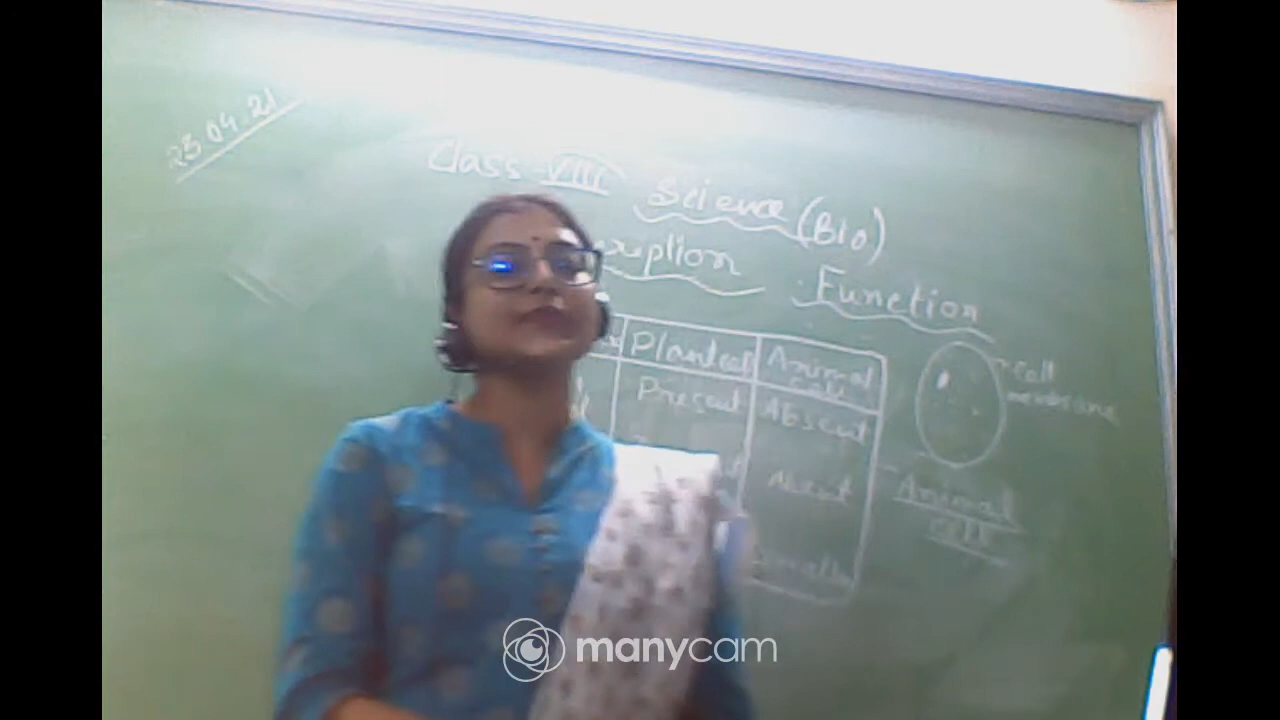 23.04.21
Class VIII
Science (Bio)
Function
Plant cell
Animal
cell
Present
Absent
Absent
cell
membrane
Animal
cell
manycam